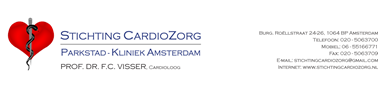 STICHTING CARDIOZORG
PARKSTAD - KLINIEK AMSTERDAM
PROF. DR. F.C. VISSER, CARDIOLOOG
BURG. ROËLLSTRAAT 24-26, 1064 BP AMSTERDAM
TELEFOON: 020 - 5063700
MOBIEL: 06 - 55166771
FAX: 020 - 5063709
E-MAIL: STICHTINGCARDIOZORG@GMAIL.COM
INTERNET: WWW.STICHTINGCARDIOZORG.NL